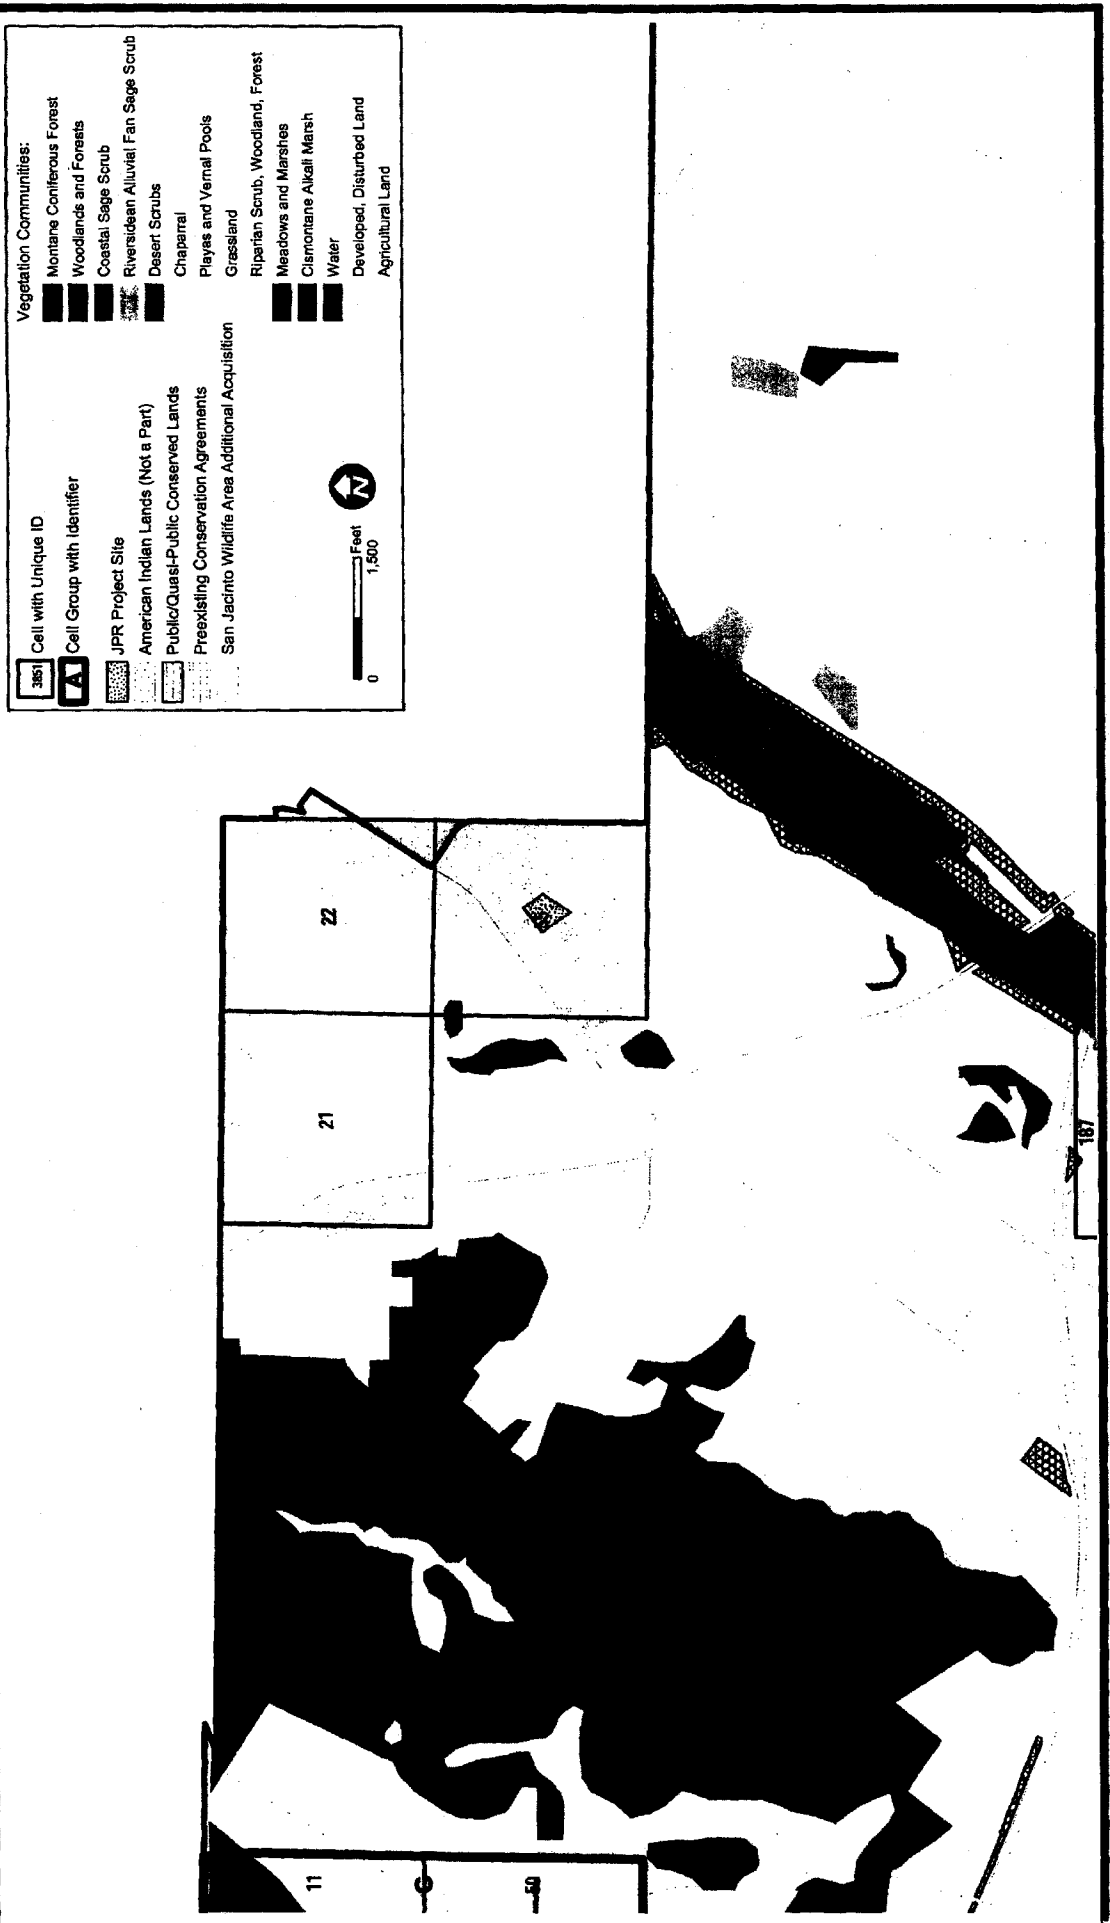 3851 Cell with Unique ID
A Cell Group with Identifier
JPR Project Site
American Indian Lands (Not a Part)
Public/Quasi-Public Conserved Lands
Preexisting Conservation Agreements
San Jacinto Wildlife Area Additional Acquisition
Vegetation Communities:
Montane Coniferous Forest
Woodlands and Forests
Coastal Sage Scrub
Riversidean Alluvial Fan Sage Scrub
Desert Scrubs
Chaparral
Playas and Vernal Pools
Grassland
Riparian Scrub, Woodland, Forest
Meadows and Marshes
Cismontane Alkali Marsh
Water
Developed, Disturbed Land
Agricultural Land
0 1,500
Feet
N
11
21
22
C
187